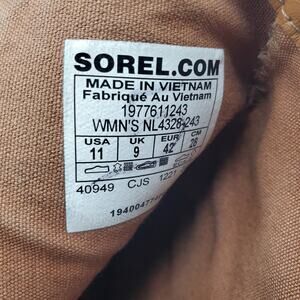 SOREL.COM
MADE IN VIETNAM
Fabriqué Au Vietnam
1977611243
WMN'S NL4328-243
USA UK EUR CM
11 9 42 28
40949 CJS 1221